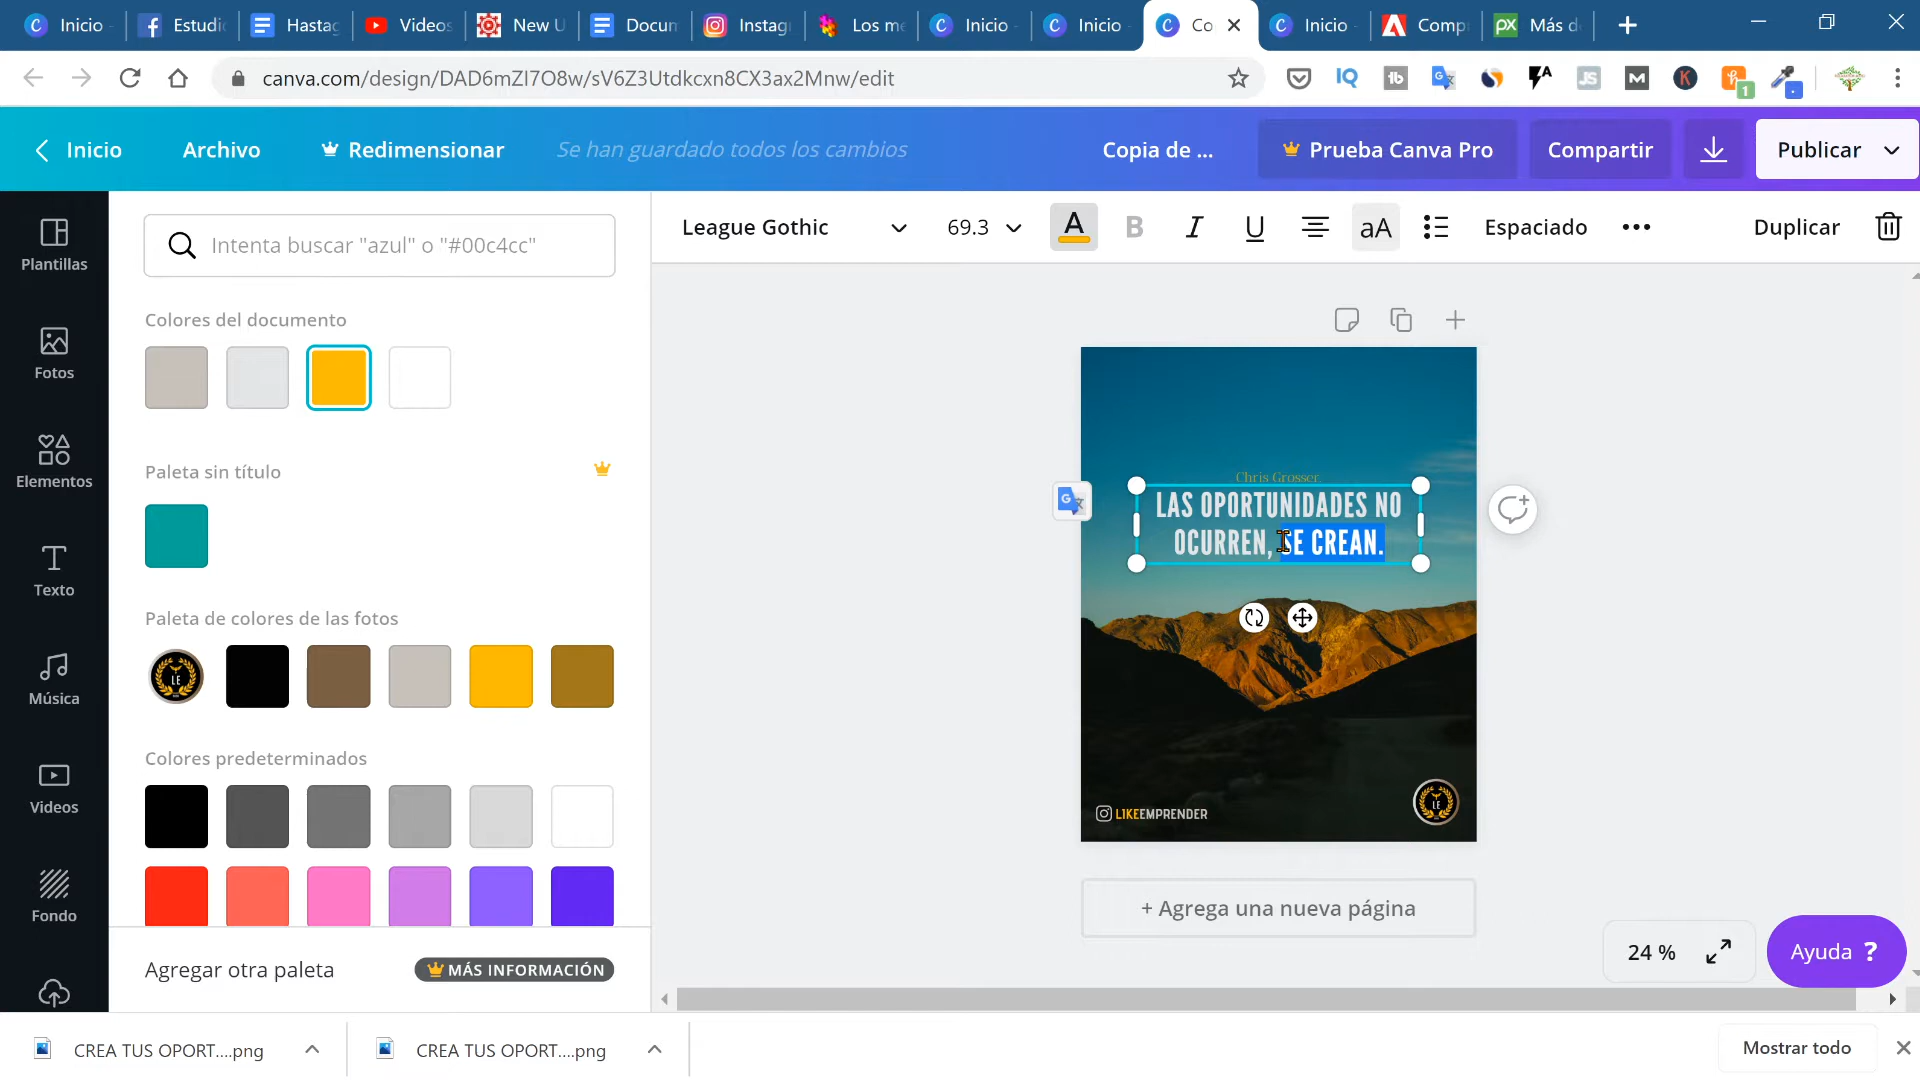 Inicio
Estudi
Hastag
Videos
New U
Docum
Instag
Los me
Inicio
Inicio
Co
Inicio
Comp
Más d
canva.com/design/DAD6mZI7O8w/sV6Z3Utdkcxn8CX3ax2Mnw/edit
Inicio
Archivo
Redimensionar
Se han guardado todos los cambios
Copia de ...
Prueba Canva Pro
Compartir
Publicar
Plantillas
Fotos
Elementos
Texto
Música
Videos
Fondo
Intenta buscar "azul" o "#00c4cc"
Colores del documento
Paleta sin título
Paleta de colores de las fotos
LE
Colores predeterminados
Agregar otra paleta
MÁS INFORMACIÓN
League Gothic
69.3
A
B
I
U
aA
Espaciado
Duplicar
Chris Grosser.
LAS OPORTUNIDADES NO
OCURREN, SE CREAN.
LIKEEMPRENDER
LE
+ Agrega una nueva página
24 %
Ayuda ?
CREA TUS OPORT....png
CREA TUS OPORT....png
Mostrar todo